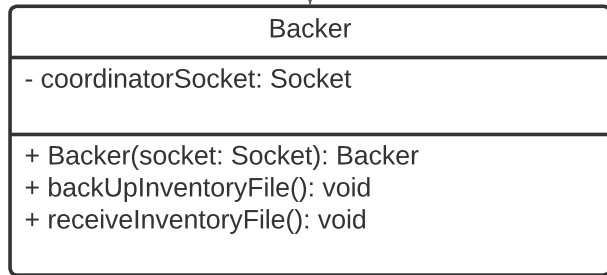 Backer
- coordinatorSocket: Socket
+ Backer(socket: Socket): Backer
+ backUpInventoryFile(): void
+ receiveInventoryFile(): void